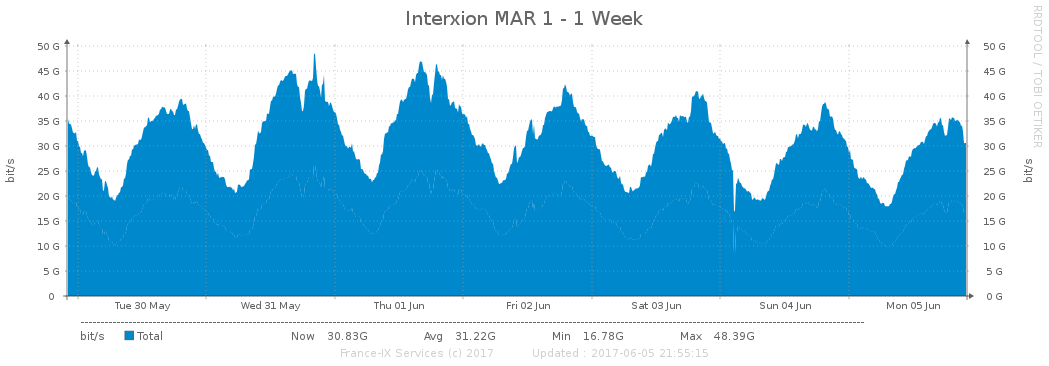 Interxion MAR 1 - 1 Week
RRDTOOL / TOBI OETIKER
50 G 50 G
45 G 45 G
40 G 40 G
35 G 35 G
30 G 30 G
25 G 25 G
20 G 20 G
15 G 15 G
10 G 10 G
5 G 5 G
0 0 G
bit/s bit/s
Tue 30 May Wed 31 May Thu 01 Jun Fri 02 Jun Sat 03 Jun Sun 04 Jun Mon 05 Jun
bit/s Total Now 30.83G Avg 31.22G Min 16.78G Max 48.39G
France-IX Services (c) 2017 Updated : 2017-06-05 21:55:15